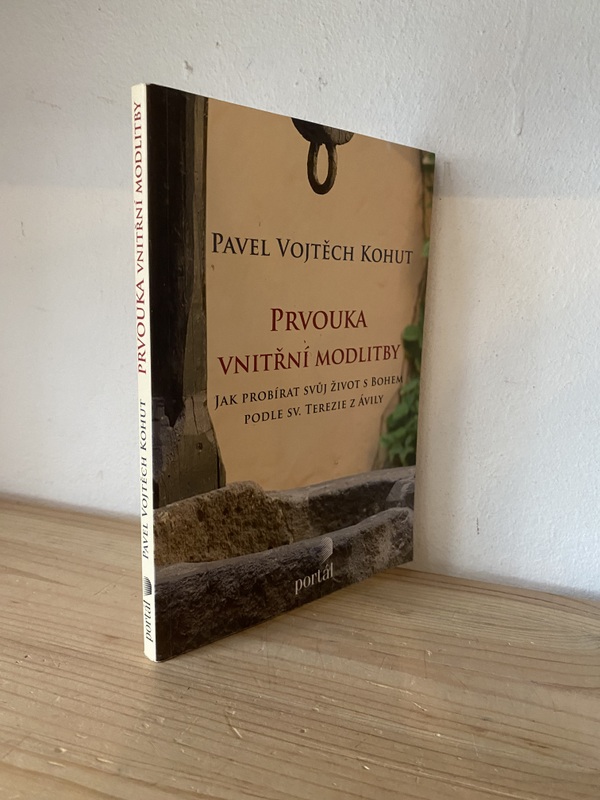 Pavel Vojtěch Kohut
Prvouka
vnitřní modlitby
Jak probírat svůj život s Bohem
podle sv. Terezie z Ávily
portál
portál Pavel Vojtěch Kohut Prvouka vnitřní modlitby